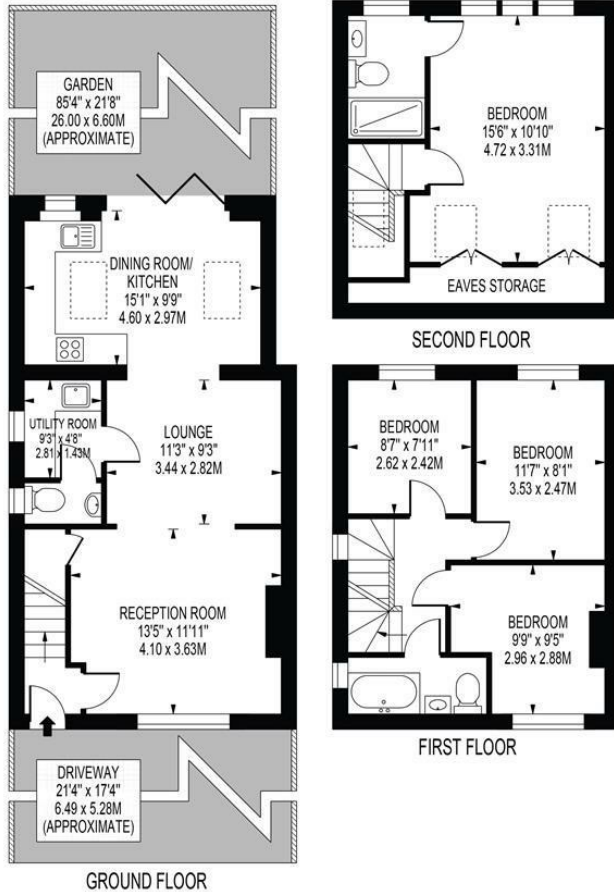 GARDEN
85'4" x 21'8"
26.00 x 6.60M
(APPROXIMATE)
DINING ROOM/
KITCHEN
15'1" x 9'9"
4.60 x 2.97M
UTILITY ROOM
9'3" x 4'8"
2.81 x 1.43M
LOUNGE
11'3" x 9'3"
3.44 x 2.82M
RECEPTION ROOM
13'5" x 11'11"
4.10 x 3.63M
DRIVEWAY
21'4" x 17'4"
6.49 x 5.28M
(APPROXIMATE)
GROUND FLOOR
BEDROOM
15'6" x 10'10"
4.72 x 3.31M
EAVES STORAGE
SECOND FLOOR
BEDROOM
8'7" x 7'11"
2.62 x 2.42M
BEDROOM
11'7" x 8'1"
3.53 x 2.47M
BEDROOM
9'9" x 9'5"
2.96 x 2.88M
FIRST FLOOR